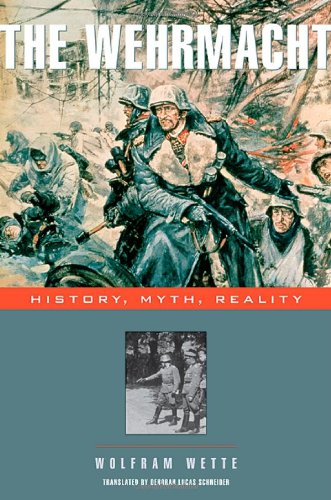 THE WEHRMACHT
HISTORY, MYTH, REALITY
WOLFRAM WETTE
TRANSLATED BY DEBORAH LUCAS SCHNEIDER